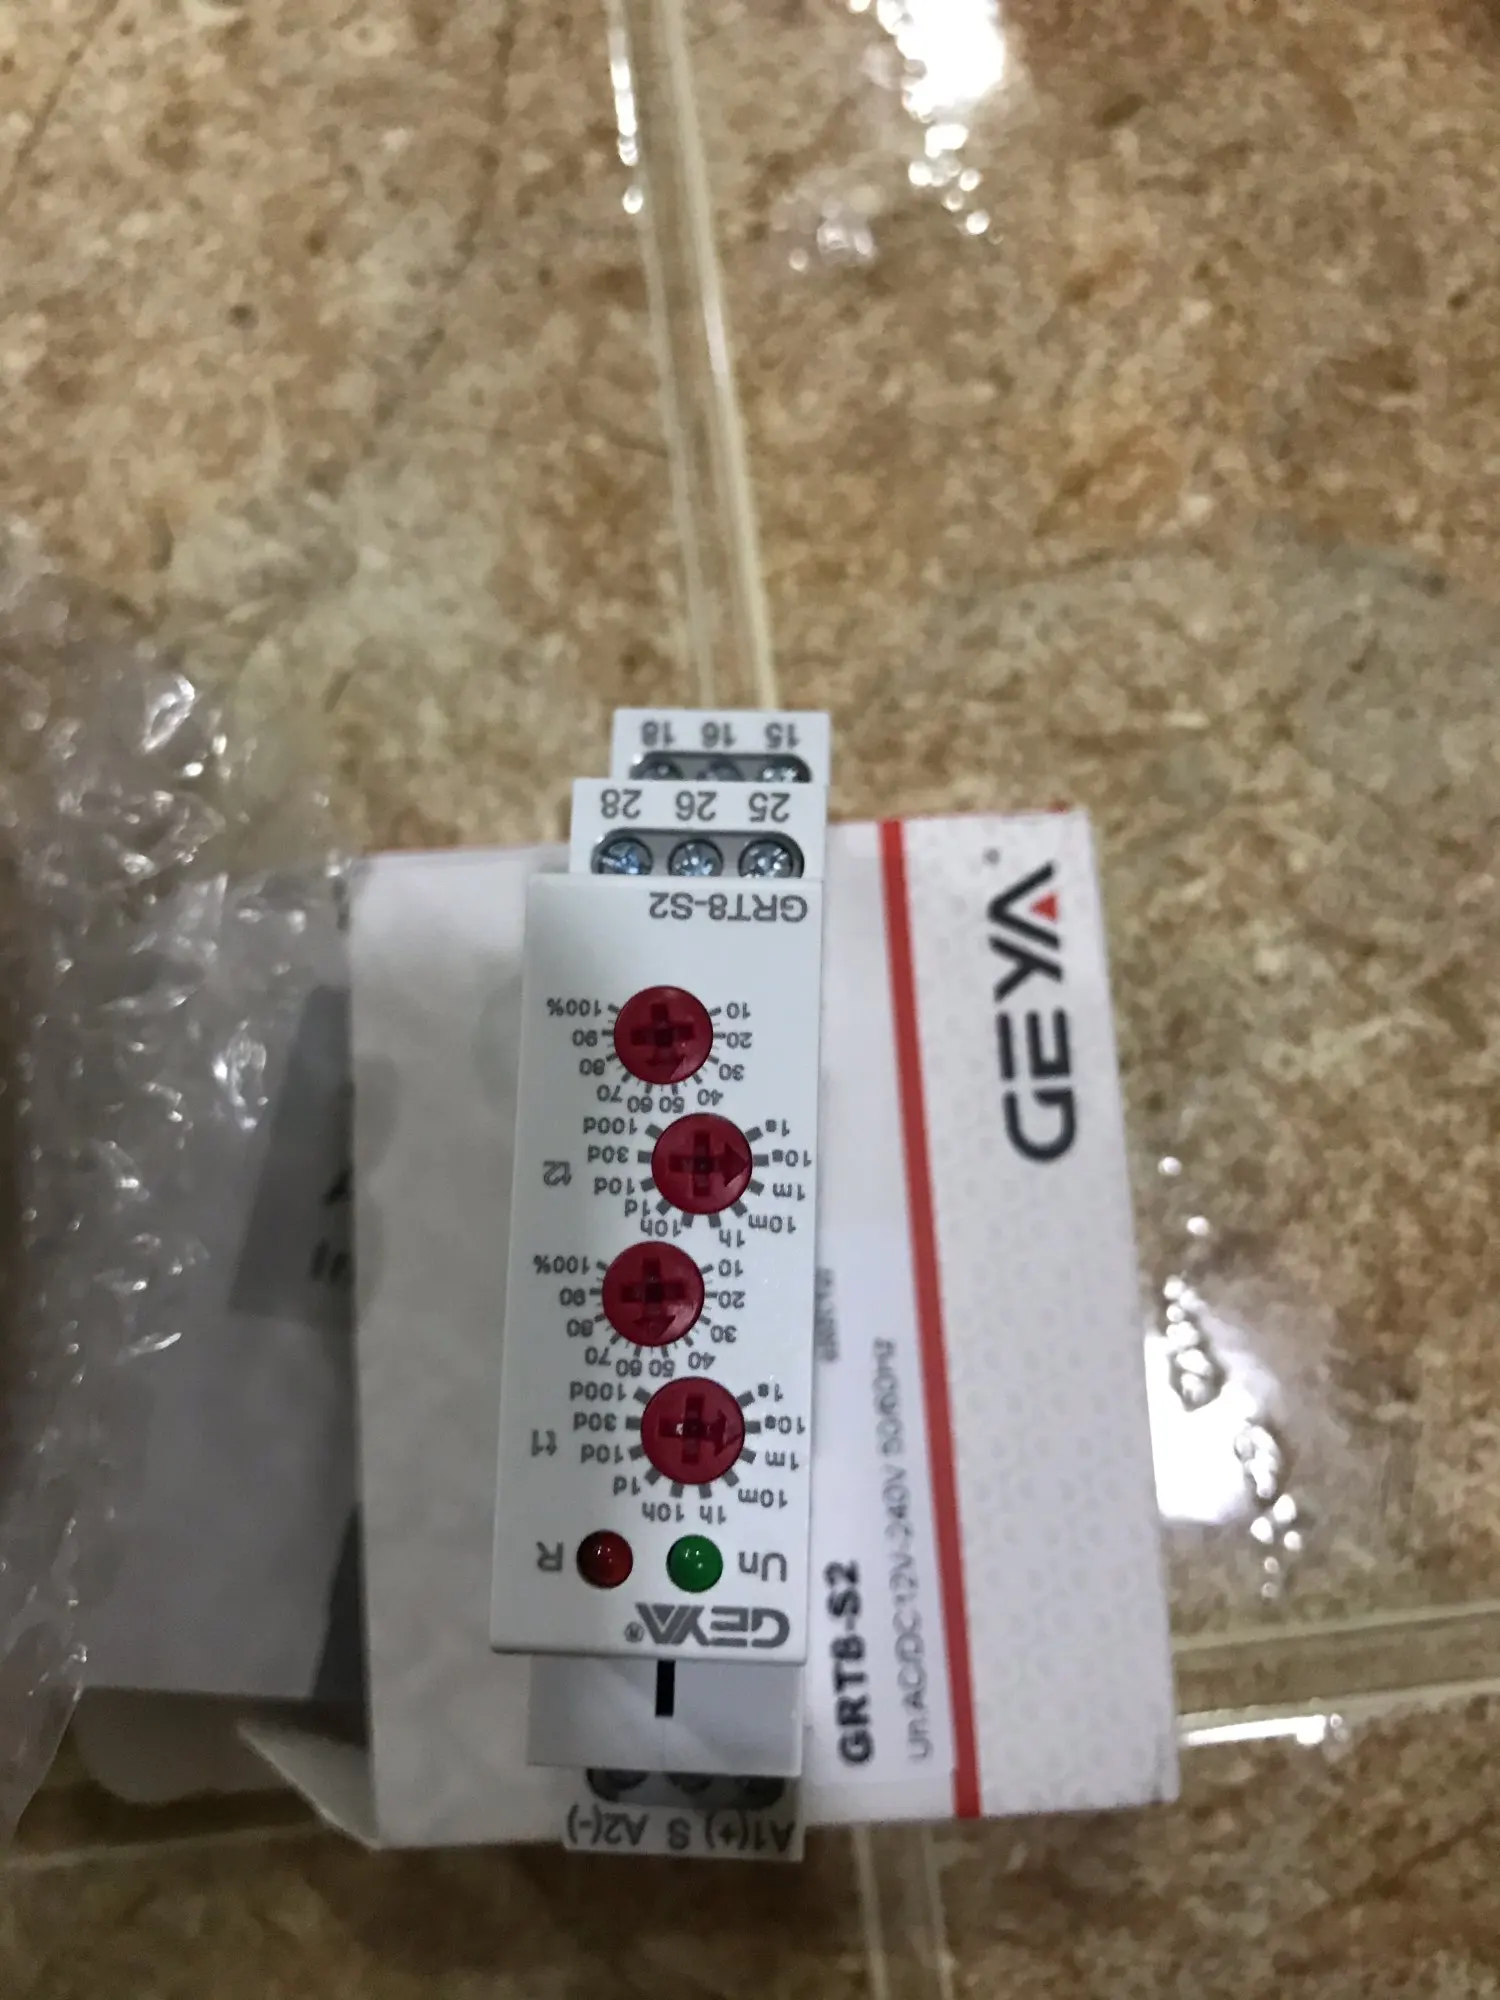 A1(+) S A2(-)
GEYA®
Un R
1h 10h
10m 1d
1m 10d
10s 30d
1s 100d
t1
50 60
40 70
30 80
20 90
10 100%
1h 10h
10m 1d
1m 10d
10s 30d
1s 100d
t2
50 60
40 70
30 80
20 90
10 100%
GRT8-S2
25 26 28
15 16 18
GEYA
GRT8-S2
Un:AC/DC12V-240V 50/60Hz